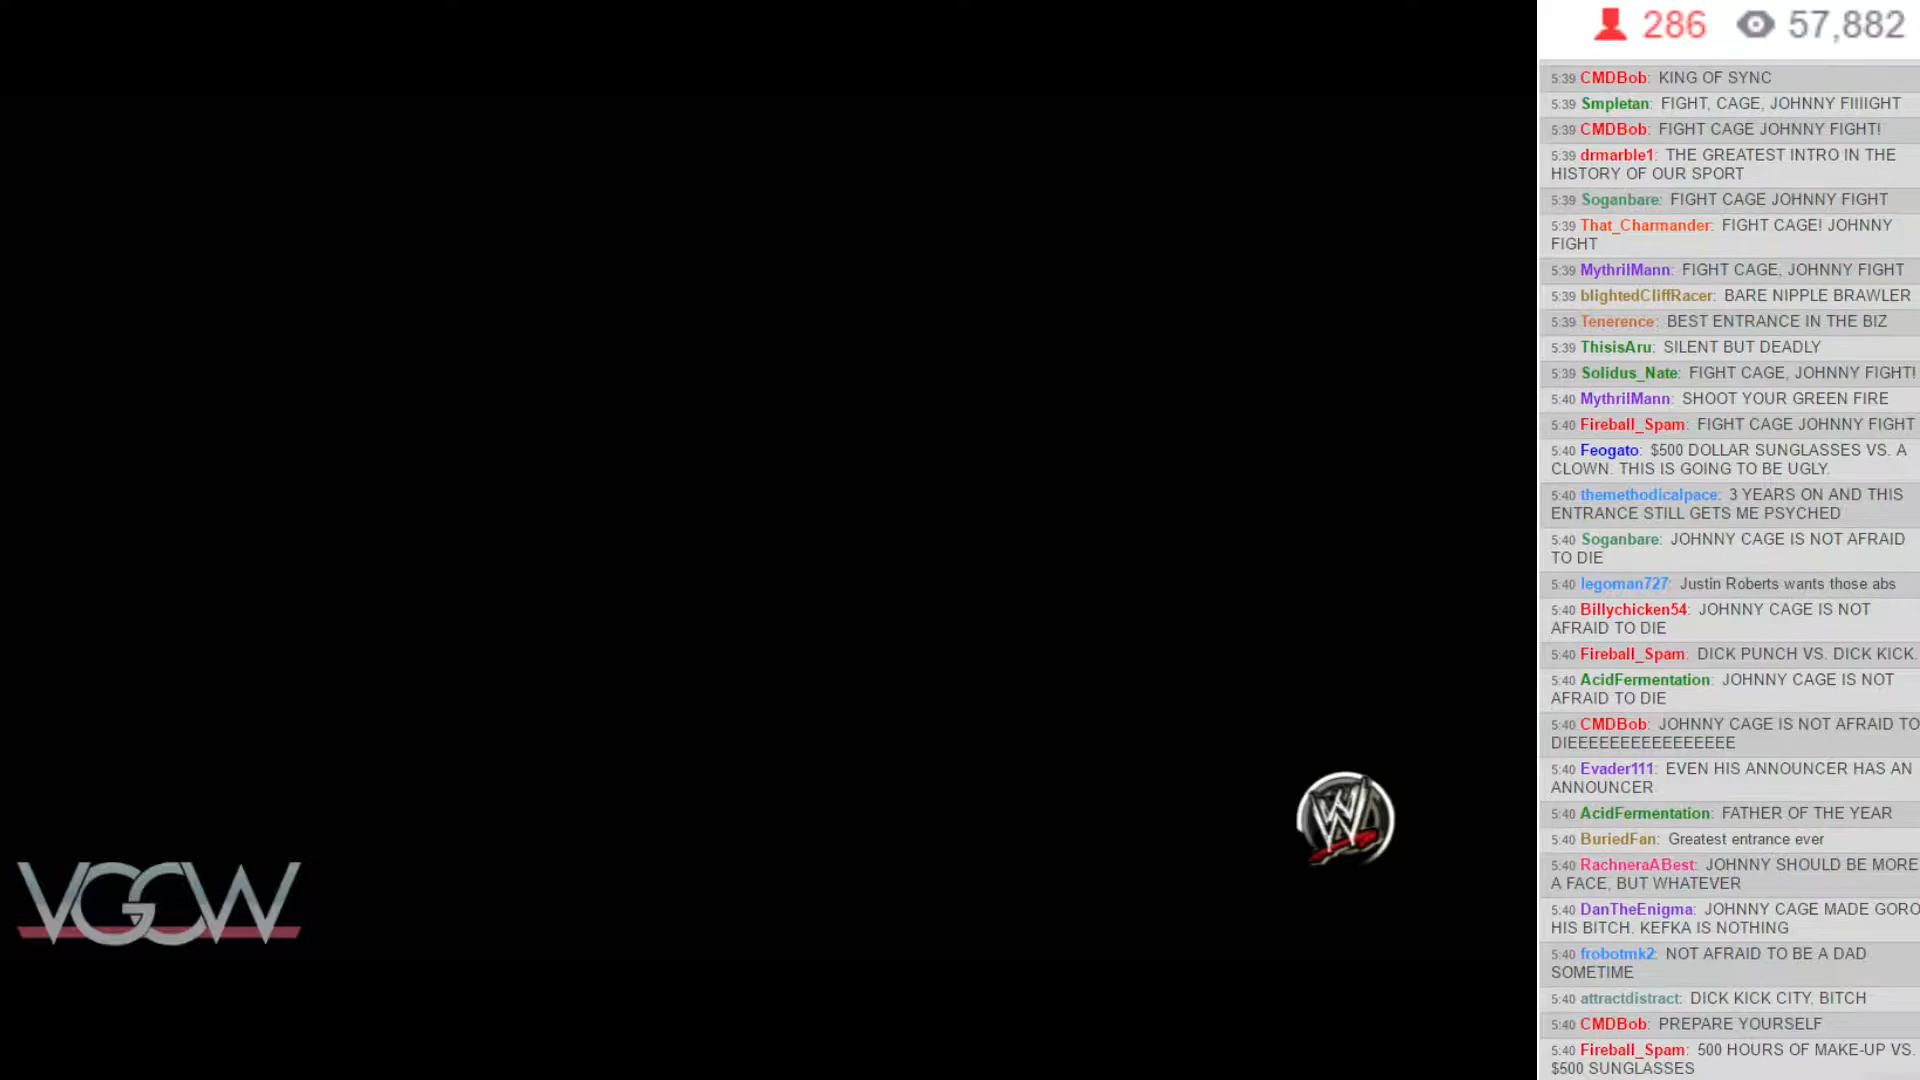 286 57,882
5:39 CMDBob: KING OF SYNC
5:39 Smpletan: FIGHT, CAGE, JOHNNY FIIIIGHT
5:39 CMDBob: FIGHT CAGE JOHNNY FIGHT!
5:39 drmarble1: THE GREATEST INTRO IN THE
HISTORY OF OUR SPORT
5:39 Soganbare: FIGHT CAGE JOHNNY FIGHT
5:39 That_Charmander: FIGHT CAGE! JOHNNY
FIGHT
5:39 MythrilMann: FIGHT CAGE, JOHNNY FIGHT
5:39 blightedCliffRacer: BARE NIPPLE BRAWLER
5:39 Tenerence: BEST ENTRANCE IN THE BIZ
5:39 ThisisAru: SILENT BUT DEADLY
5:39 Solidus_Nate: FIGHT CAGE, JOHNNY FIGHT!
5:40 MythrilMann: SHOOT YOUR GREEN FIRE
5:40 Fireball_Spam: FIGHT CAGE JOHNNY FIGHT
5:40 Feogato: $500 DOLLAR SUNGLASSES VS. A
CLOWN. THIS IS GOING TO BE UGLY.
5:40 themethodicalpace: 3 YEARS ON AND THIS
ENTRANCE STILL GETS ME PSYCHED
5:40 Soganbare: JOHNNY CAGE IS NOT AFRAID
TO DIE
5:40 legoman727: Justin Roberts wants those abs
5:40 Billychicken54: JOHNNY CAGE IS NOT
AFRAID TO DIE
5:40 Fireball_Spam: DICK PUNCH VS. DICK KICK.
5:40 AcidFermentation: JOHNNY CAGE IS NOT
AFRAID TO DIE
5:40 CMDBob: JOHNNY CAGE IS NOT AFRAID TO
DIEEEEEEEEEEEEEEEE
5:40 Evader111: EVEN HIS ANNOUNCER HAS AN
ANNOUNCER
5:40 AcidFermentation: FATHER OF THE YEAR
5:40 BuriedFan: Greatest entrance ever
5:40 RachneraABest: JOHNNY SHOULD BE MORE
A FACE, BUT WHATEVER
5:40 DanTheEnigma: JOHNNY CAGE MADE GORO
HIS BITCH. KEFKA IS NOTHING
5:40 frobotmk2: NOT AFRAID TO BE A DAD
SOMETIME
5:40 attractdistract: DICK KICK CITY, BITCH
5:40 CMDBob: PREPARE YOURSELF
5:40 Fireball_Spam: 500 HOURS OF MAKE-UP VS.
$500 SUNGLASSES
W
VGCW